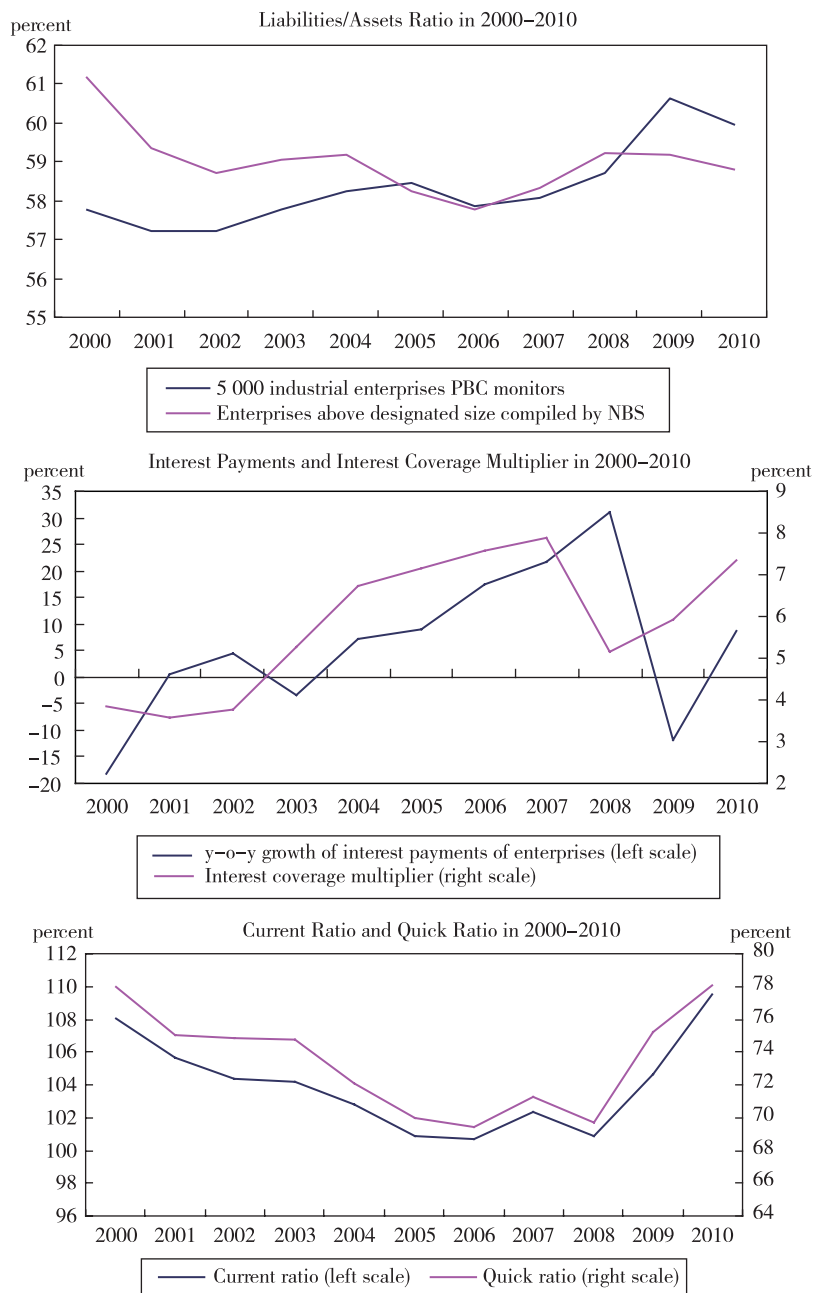 Liabilities/Assets Ratio in 2000–2010
percent
62
61
60
59
58
57
56
55
2000 2001 2002 2003 2004 2005 2006 2007 2008 2009 2010
5 000 industrial enterprises PBC monitors
Enterprises above designated size compiled by NBS
Interest Payments and Interest Coverage Multiplier in 2000–2010
percent percent
35 9
30 8
25
20 7
15
10 6
5 5
0
–5 4
–10 3
–15
–20 2
2000 2001 2002 2003 2004 2005 2006 2007 2008 2009 2010
y–o–y growth of interest payments of enterprises (left scale)
Interest coverage multiplier (right scale)
Current Ratio and Quick Ratio in 2000–2010
percent percent
112 80
110 78
108 76
106 74
104 72
102 70
100 68
98 66
96 64
2000 2001 2002 2003 2004 2005 2006 2007 2008 2009 2010
Current ratio (left scale) Quick ratio (right scale)